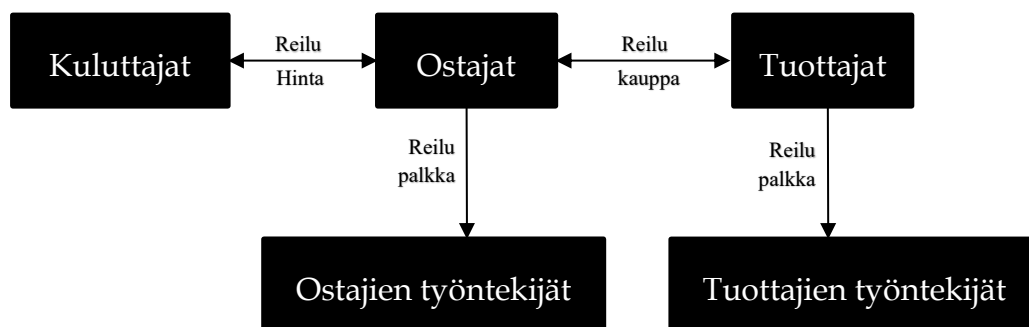 Kuluttajat
Reilu
Hinta
Ostajat
Reilu
kauppa
Tuottajat
Reilu
palkka
Reilu
palkka
Ostajien työntekijät
Tuottajien työntekijät